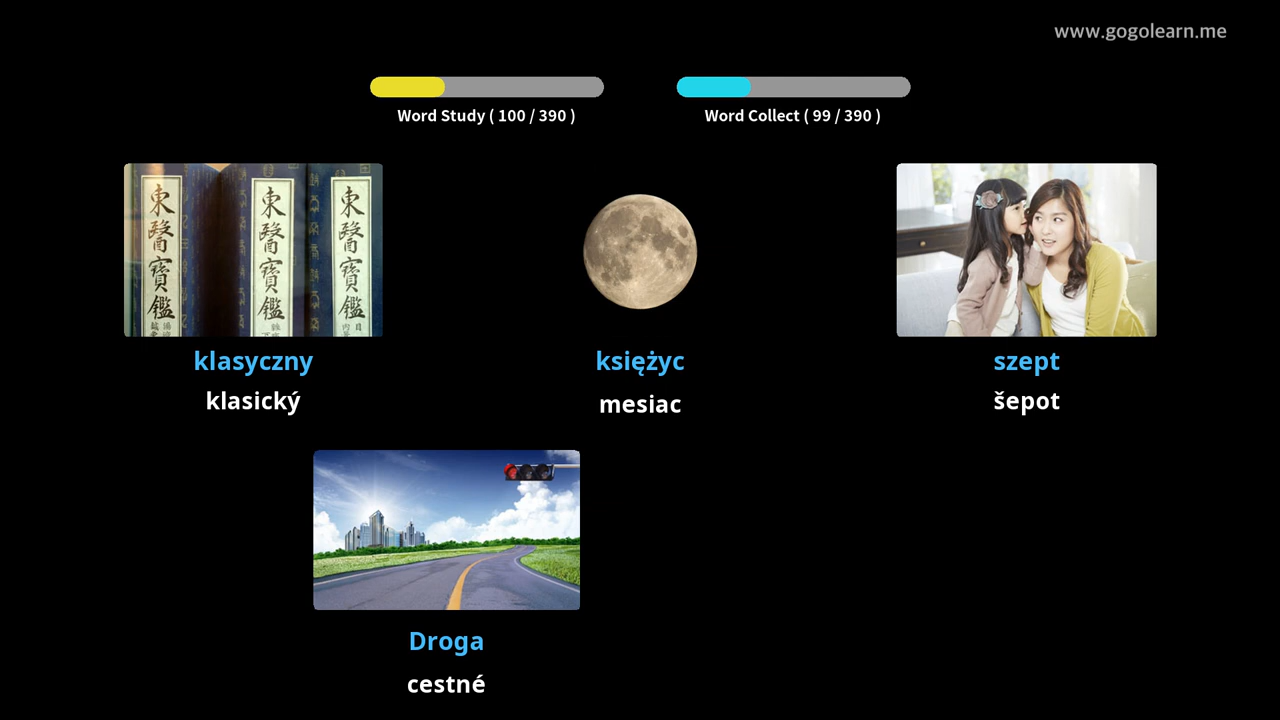 www.gogolearn.me
Word Study ( 100 / 390 )
Word Collect ( 99 / 390 )
東醫寶鑑
東醫寶鑑
東醫寶鑑
klasyczny
klasický
księżyc
mesiac
szept
šepot
Droga
cestné